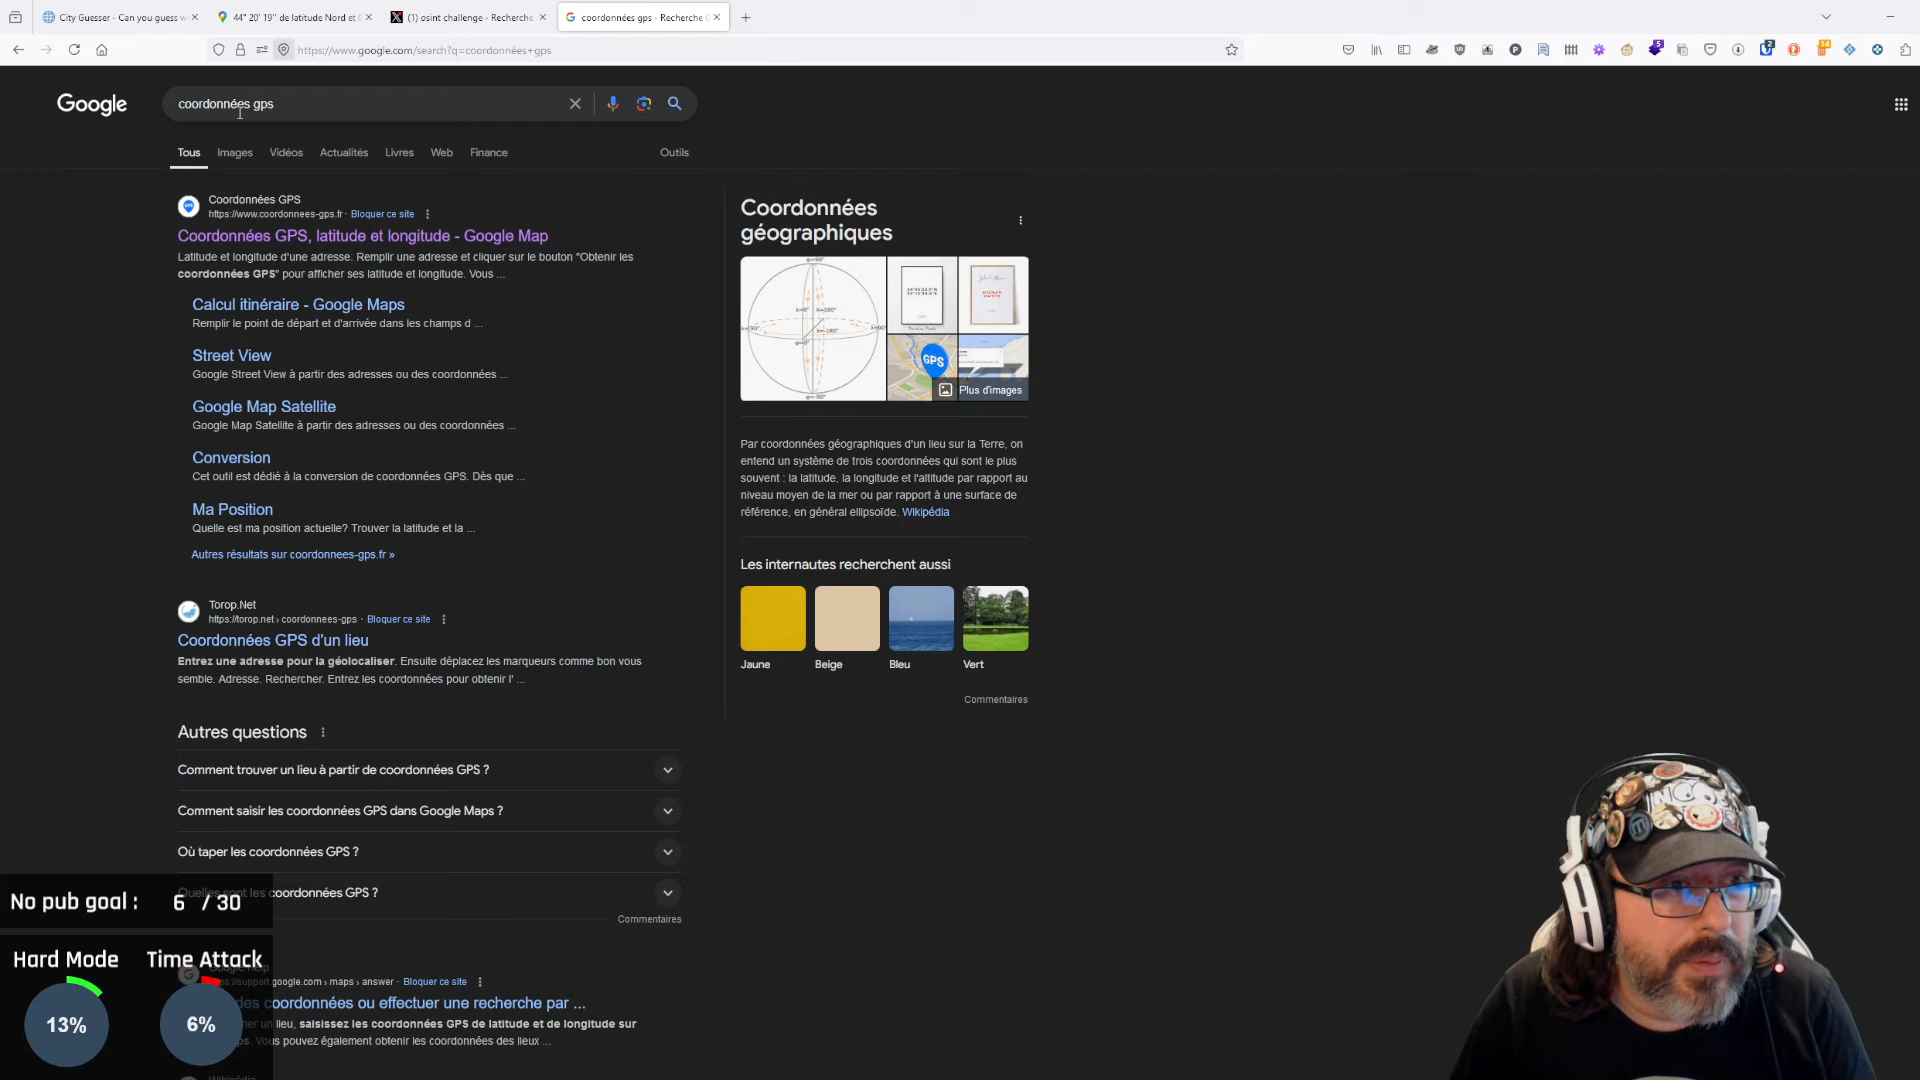 City Guesser - Can you guess w
44° 20' 19" de latitude Nord et
(1) osint challenge - Recherche
coordonnées gps - Recherche
https://www.google.com/search?q=coordonnées+gps
5
2
14
Google
coordonnées gps
Tous
Images
Vidéos
Actualités
Livres
Web
Finance
Outils
Coordonnées GPS
https://www.coordonnees-gps.fr · Bloquer ce site
Coordonnées GPS, latitude et longitude - Google Map
Latitude et longitude d'une adresse. Remplir une adresse et cliquer sur le bouton "Obtenir les
coordonnées GPS" pour afficher ses latitude et longitude. Vous ...
Calcul itinéraire - Google Maps
Remplir le point de départ et d'arrivée dans les champs d ...
Street View
Google Street View à partir des adresses ou des coordonnées ...
Google Map Satellite
Google Map Satellite à partir des adresses ou des coordonnées ...
Conversion
Cet outil est dédié à la conversion de coordonnées GPS. Dès que ...
Ma Position
Quelle est ma position actuelle? Trouver la latitude et la ...
Autres résultats sur coordonnees-gps.fr »
Torop.Net
https://torop.net › coordonnees-gps · Bloquer ce site
Coordonnées GPS d'un lieu
Entrez une adresse pour la géolocaliser. Ensuite déplacez les marqueurs comme bon vous
semble. Adresse. Rechercher. Entrez les coordonnées pour obtenir l' ...
Autres questions
Comment trouver un lieu à partir de coordonnées GPS ?
Comment saisir les coordonnées GPS dans Google Maps ?
Où taper les coordonnées GPS ?
Quelles sont les coordonnées GPS ?
Commentaires
google.com › maps › answer · Bloquer ce site
des coordonnées ou effectuer une recherche par ...
un lieu, saisissez les coordonnées GPS de latitude et de longitude sur
Vous pouvez également obtenir les coordonnées des lieux ...
Coordonnées
géographiques
GPS
Plus d'images
Par coordonnées géographiques d'un lieu sur la Terre, on
entend un système de trois coordonnées qui sont le plus
souvent : la latitude, la longitude et l'altitude par rapport au
niveau moyen de la mer ou par rapport à une surface de
référence, en général ellipsoïde. Wikipédia
Les internautes recherchent aussi
Jaune
Beige
Bleu
Vert
Commentaires
No pub goal : 6 / 30
Hard Mode
Time Attack
13%
6%